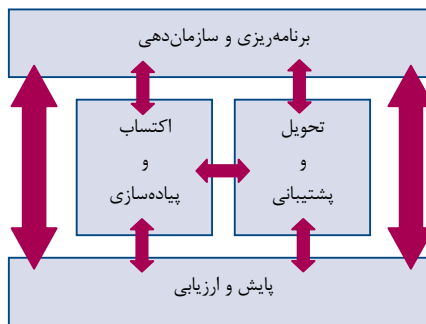 برنامه‌ریزی و سازمان‌دهی
تحویل
و
پشتیبانی
اکتساب
و
پیاده‌سازی
پایش و ارزیابی